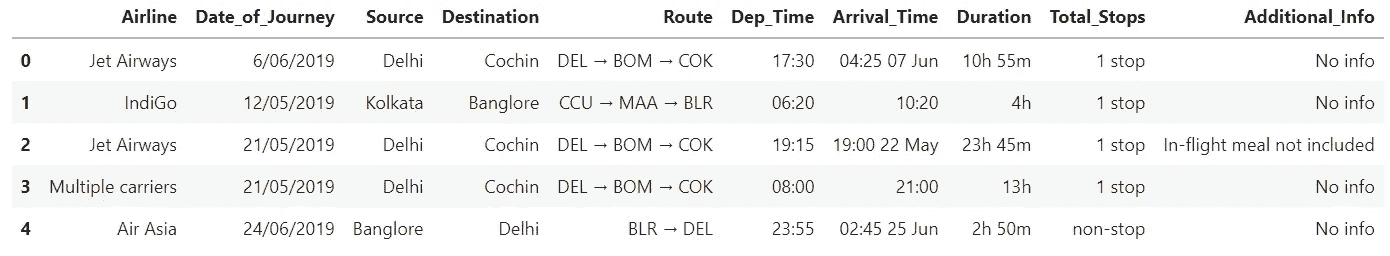 Airline Date_of_Journey Source Destination Route Dep_Time Arrival_Time Duration Total_Stops Additional_Info
0 Jet Airways 6/06/2019 Delhi Cochin DEL → BOM → COK 17:30 04:25 07 Jun 10h 55m 1 stop No info
1 IndiGo 12/05/2019 Kolkata Banglore CCU → MAA → BLR 06:20 10:20 4h 1 stop No info
2 Jet Airways 21/05/2019 Delhi Cochin DEL → BOM → COK 19:15 19:00 22 May 23h 45m 1 stop In-flight meal not included
3 Multiple carriers 21/05/2019 Delhi Cochin DEL → BOM → COK 08:00 21:00 13h 1 stop No info
4 Air Asia 24/06/2019 Banglore Delhi BLR → DEL 23:55 02:45 25 Jun 2h 50m non-stop No info